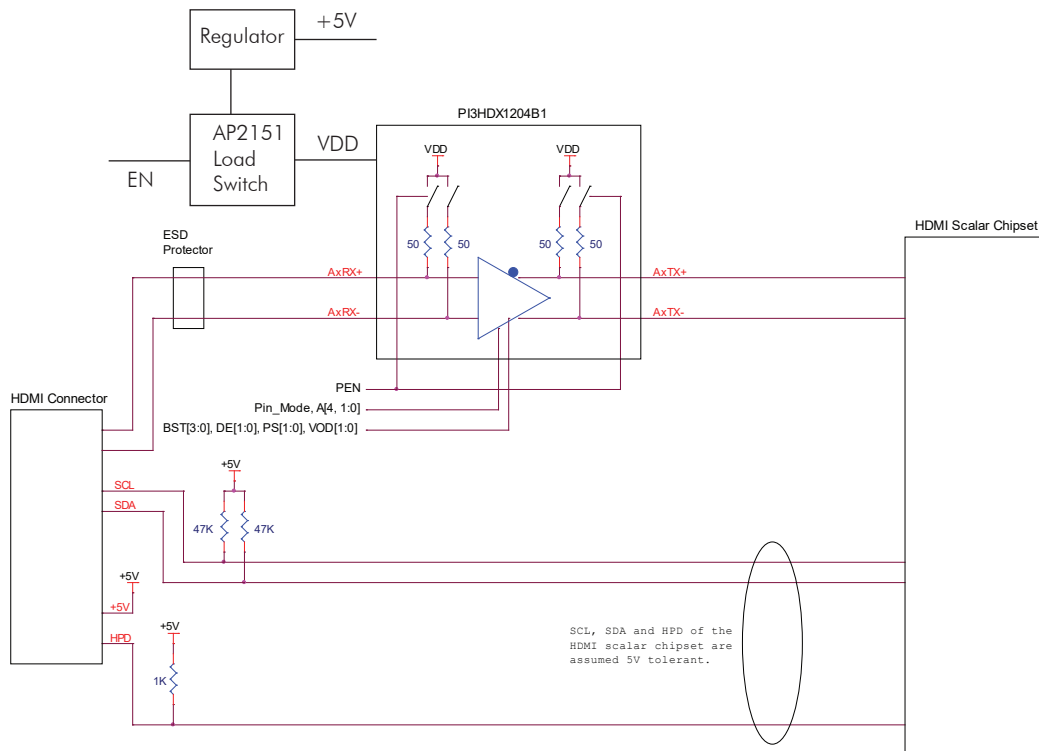 +5V
Regulator
AP2151
Load
Switch
VDD
EN
PI3HDX1204B1
VDD
VDD
50
50
50
50
ESD
Protector
HDMI Scalar Chipset
AxRX+
AxTX+
AxRX-
AxTX-
PEN
Pin_Mode, A[4, 1:0]
BST[3:0], DE[1:0], PS[1:0], VOD[1:0]
HDMI Connector
SCL
SDA
+5V
47K
47K
+5V
+5V
HPD
+5V
1K
SCL, SDA and HPD of the
HDMI scalar chipset are
assumed 5V tolerant.